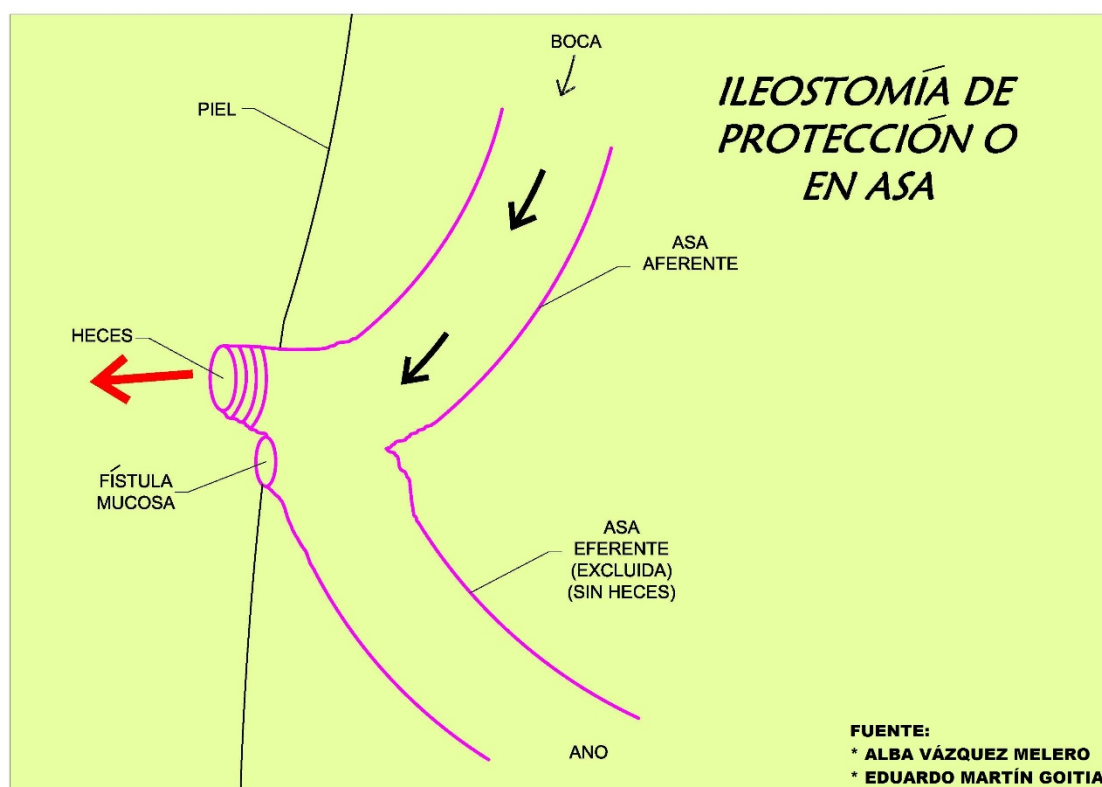 BOCA
ILEOSTOMÍA DE
PROTECCIÓN O
EN ASA
PIEL
ASA
AFERENTE
HECES
FÍSTULA
MUCOSA
ASA
EFERENTE
(EXCLUIDA)
(SIN HECES)
ANO
FUENTE:
* ALBA VÁZQUEZ MELERO
* EDUARDO MARTÍN GOITIA